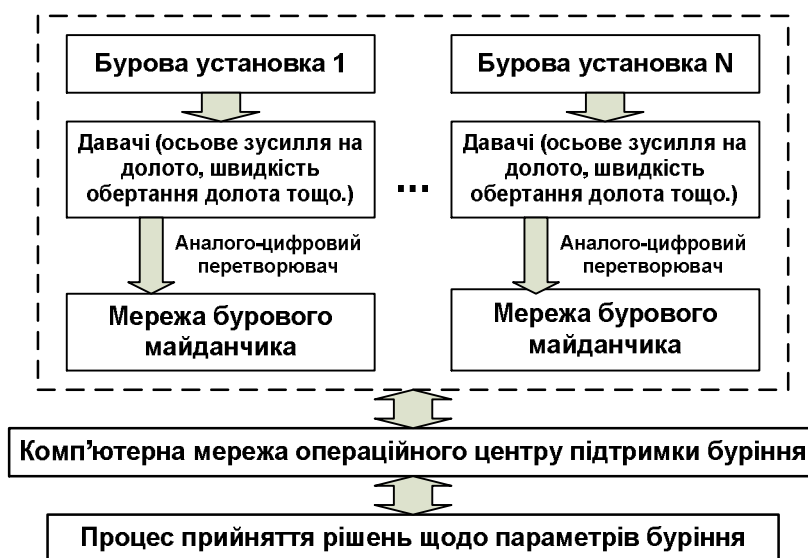 Бурова установка 1
Давачі (осьове зусилля на
долото, швидкість
обертання долота тощо.)
Аналого-цифровий
перетворювач
Мережа бурового
майданчика
...
Бурова установка N
Давачі (осьове зусилля на
долото, швидкість
обертання долота тощо.)
Аналого-цифровий
перетворювач
Мережа бурового
майданчика
Комп’ютерна мережа операційного центру підтримки буріння
Процес прийняття рішень щодо параметрів буріння